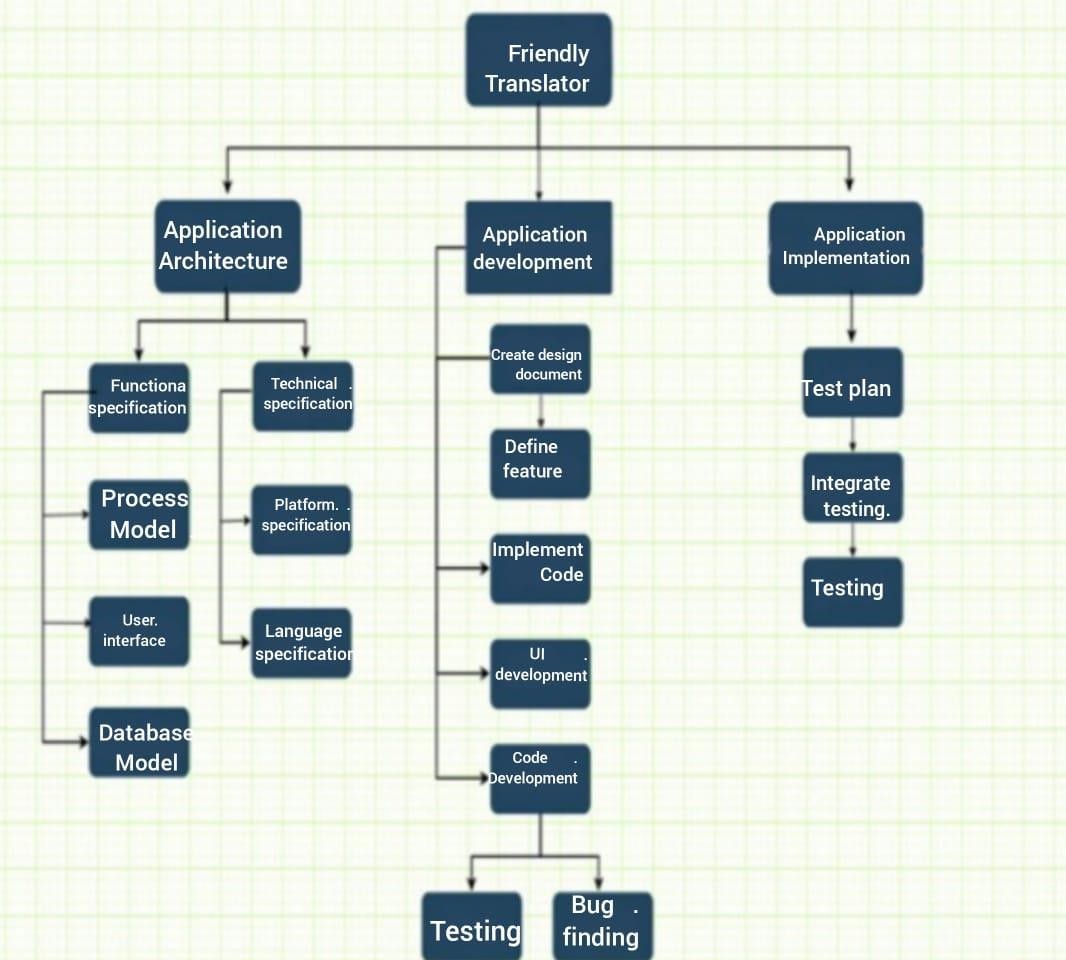 Friendly
Translator
Application
Architecture
Application
development
Application
Implementation
Functiona
specification
Technical .
specification
Create design
document
Test plan
Define
feature
Process
Model
Platform. .
specification
Integrate
testing.
Implement
Code
Testing
User.
interface
Language
specification
UI .
development
Database
Model
Code .
Development
Testing
Bug .
finding